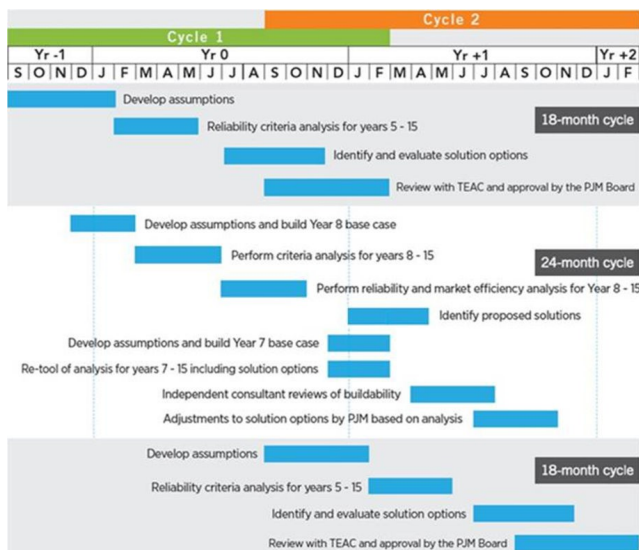 Cycle 2
Cycle 1
Yr -1 Yr 0 Yr +1 Yr +2
S O N D J F M A M J J A S O N D J F M A M J J A S O N D J F
Develop assumptions
Reliability criteria analysis for years 5 - 15
18-month cycle
Identify and evaluate solution options
Review with TEAC and approval by the PJM Board
Develop assumptions and build Year 8 base case
Perform criteria analysis for years 8 - 15
24-month cycle
Perform reliability and market efficiency analysis for Year 8 - 15
Identify proposed solutions
Develop assumptions and build Year 7 base case
Re-tool of analysis for years 7 - 15 including solution options
Independent consultant reviews of buildability
Adjustments to solution options by PJM based on analysis
Develop assumptions
18-month cycle
Reliability criteria analysis for years 5 - 15
Identify and evaluate solution options
Review with TEAC and approval by the PJM Board